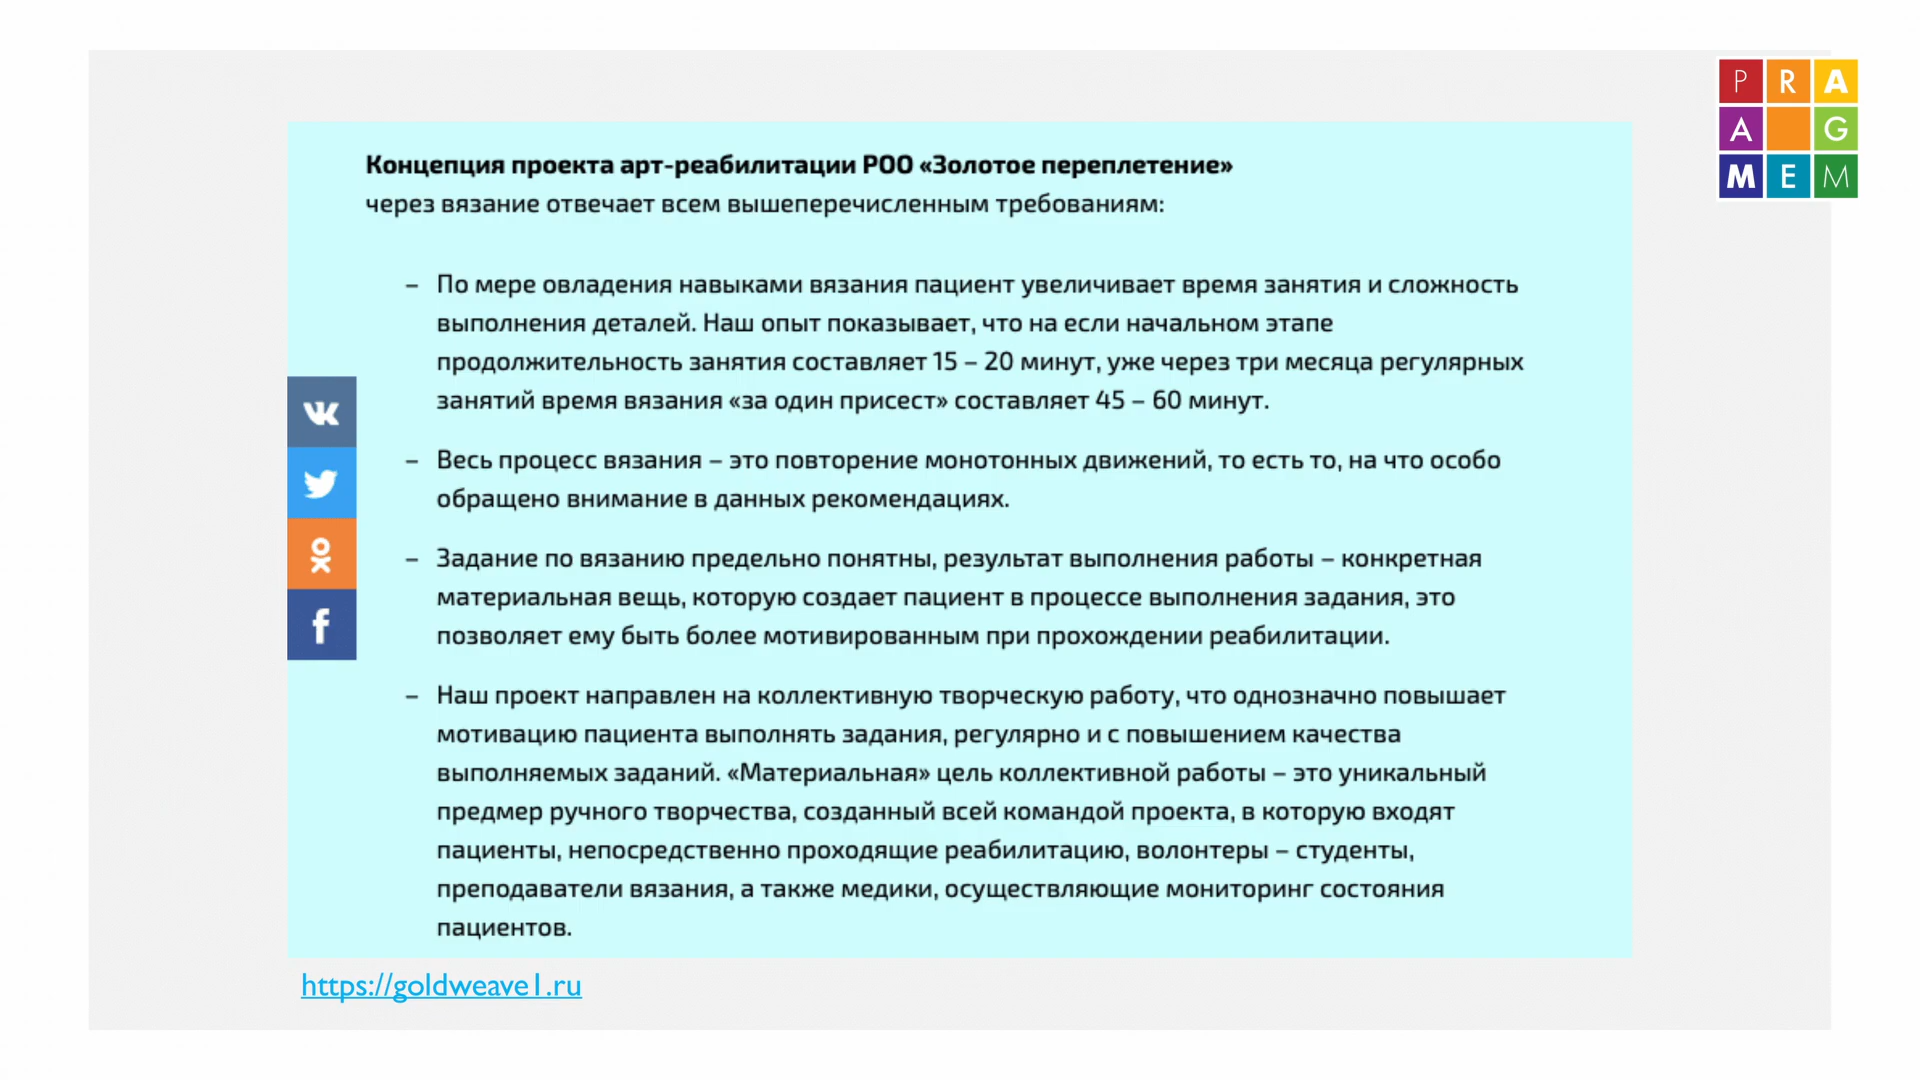 P R A
A G
M E M
Концепция проекта арт-реабилитации РОО «Золотое переплетение»
через вязание отвечает всем вышеперечисленным требованиям:
– По мере овладения навыками вязания пациент увеличивает время занятия и сложность
выполнения деталей. Наш опыт показывает, что на если начальном этапе
продолжительность занятия составляет 15 – 20 минут, уже через три месяца регулярных
занятий время вязания «за один присест» составляет 45 – 60 минут.
– Весь процесс вязания – это повторение монотонных движений, то есть то, на что особо
обращено внимание в данных рекомендациях.
– Задание по вязанию предельно понятны, результат выполнения работы – конкретная
материальная вещь, которую создает пациент в процессе выполнения задания, это
позволяет ему быть более мотивированным при прохождении реабилитации.
– Наш проект направлен на коллективную творческую работу, что однозначно повышает
мотивацию пациента выполнять задания, регулярно и с повышением качества
выполняемых заданий. «Материальная» цель коллективной работы – это уникальный
предмер ручного творчества, созданный всей командой проекта, в которую входят
пациенты, непосредственно проходящие реабилитацию, волонтеры – студенты,
преподаватели вязания, а также медики, осуществляющие мониторинг состояния
пациентов.
https://goldweave1.ru